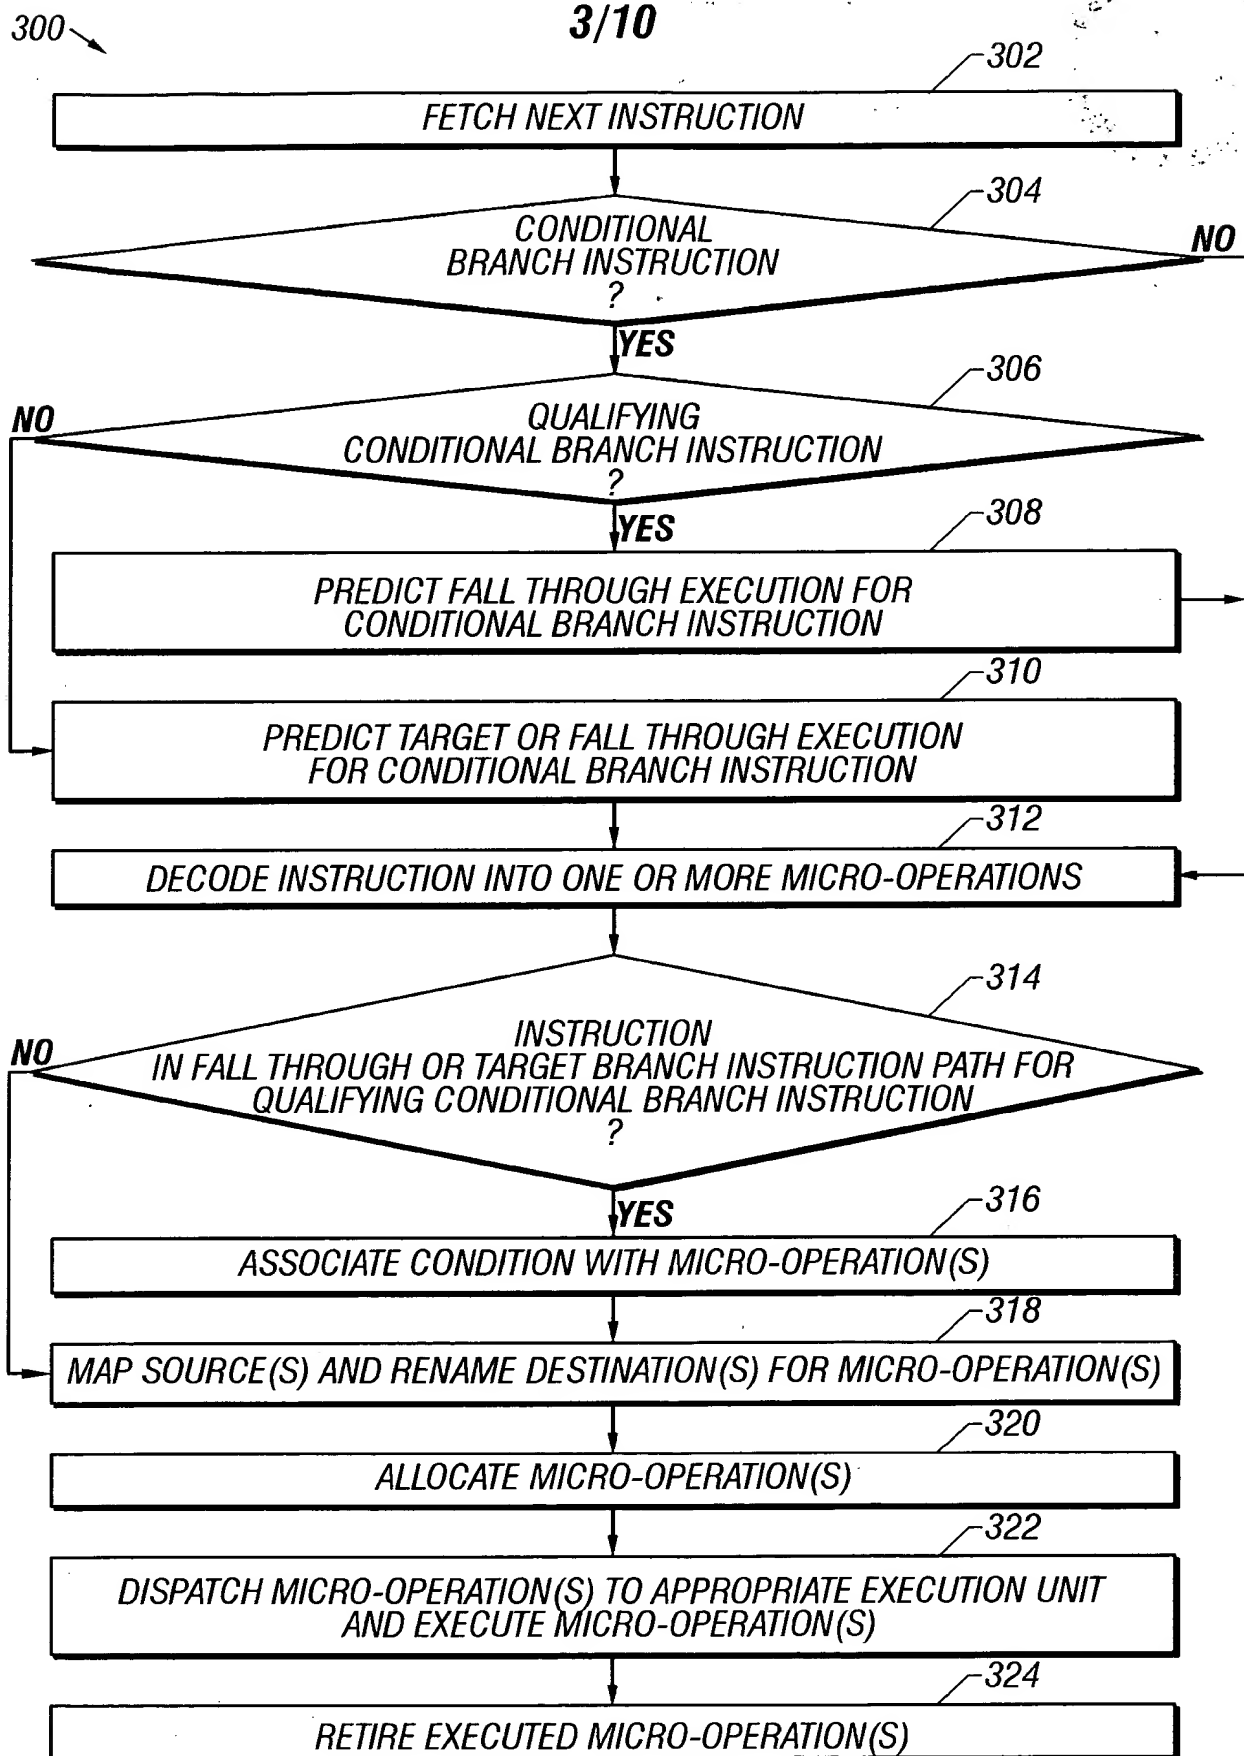 3/10
300
302
FETCH NEXT INSTRUCTION
304
CONDITIONAL
BRANCH INSTRUCTION
?
NO
YES
306
NO
QUALIFYING
CONDITIONAL BRANCH INSTRUCTION
?
YES
308
PREDICT FALL THROUGH EXECUTION FOR
CONDITIONAL BRANCH INSTRUCTION
310
PREDICT TARGET OR FALL THROUGH EXECUTION
FOR CONDITIONAL BRANCH INSTRUCTION
312
DECODE INSTRUCTION INTO ONE OR MORE MICRO-OPERATIONS
314
NO
INSTRUCTION
IN FALL THROUGH OR TARGET BRANCH INSTRUCTION PATH FOR
QUALIFYING CONDITIONAL BRANCH INSTRUCTION
?
YES
316
ASSOCIATE CONDITION WITH MICRO-OPERATION(S)
318
MAP SOURCE(S) AND RENAME DESTINATION(S) FOR MICRO-OPERATION(S)
320
ALLOCATE MICRO-OPERATION(S)
322
DISPATCH MICRO-OPERATION(S) TO APPROPRIATE EXECUTION UNIT
AND EXECUTE MICRO-OPERATION(S)
324
RETIRE EXECUTED MICRO-OPERATION(S)